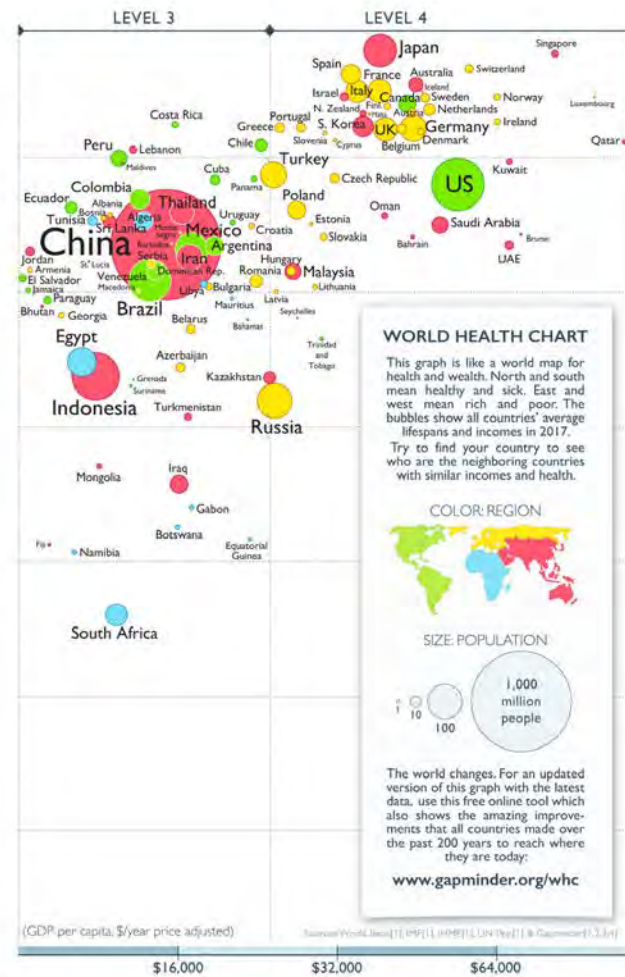 LEVEL 3
LEVEL 4
Japan
Singapore
Spain
France
Switzerland
Australia
Iceland
Israel
Italy
Canada
Sweden
Norway
Luxembourg
N. Zealand
Finl.
Malta
Austria
Netherlands
Costa Rica
Greece
Portugal
S. Korea
UK
Germany
Ireland
Peru
Lebanon
Chile
Slovenia
Cyprus
Belgium
Denmark
Qatar
Maldives
Turkey
Kuwait
Cuba
Panama
Czech Republic
US
Colombia
Ecuador
Albania
Thailand
Poland
Bosnia
Tunisia
Algeria
Uruguay
Oman
Sri Lanka
Montenegro
Mexico
Croatia
Estonia
Saudi Arabia
China
Barbados
Argentina
Slovakia
Bahrain
Brunei
UAE
Jordan
St. Lucia
Serbia
Iran
Hungary
Armenia
Dominican Rep.
Romania
Malaysia
El Salvador
Venezuela
Jamaica
Macedonia
Libya
Bulgaria
Latvia
Lithuania
Paraguay
Brazil
Mauritius
Bhutan
Georgia
Belarus
Bahamas
Seychelles
Egypt
Trinidad
and
Tobago
Azerbaijan
Grenada
Kazakhstan
Suriname
Indonesia
Turkmenistan
Russia
Mongolia
Iraq
Gabon
Botswana
Fiji
Namibia
Equatorial
Guinea
South Africa
WORLD HEALTH CHART
This graph is like a world map for
health and wealth. North and south
mean healthy and sick. East and
west mean rich and poor. The
bubbles show all countries' average
lifespans and incomes in 2017.
Try to find your country to see
who are the neighboring countries
with similar incomes and health.
COLOR: REGION
SIZE: POPULATION
1
10
100
1,000
million
people
The world changes. For an updated
version of this graph with the latest
data, use this free online tool which
also shows the amazing improve-
ments that all countries made over
the past 200 years to reach where
they are today:
www.gapminder.org/whc
(GDP per capita, $/year price adjusted)
$16,000
$32,000
$64,000